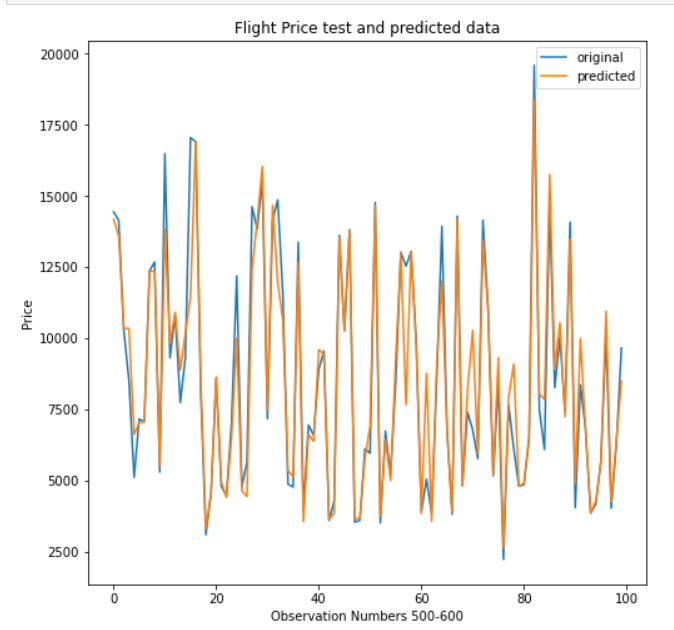 Flight Price test and predicted data
original
predicted
20000
17500
15000
12500
10000
7500
5000
2500
Price
0 20 40 60 80 100
Observation Numbers 500-600